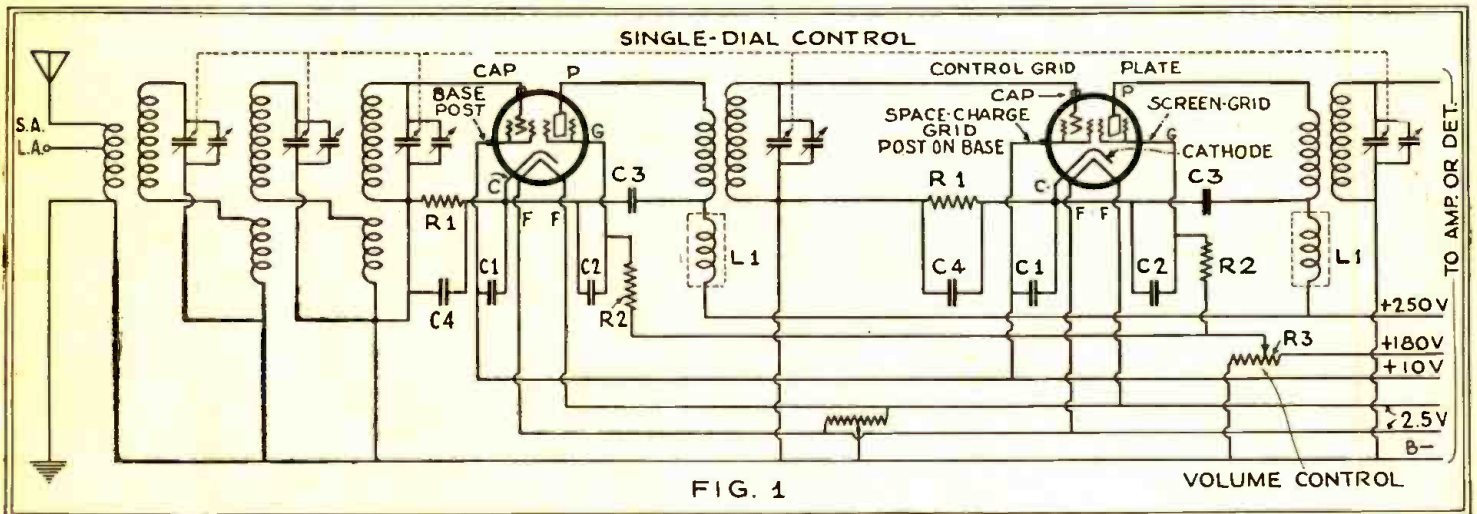 SINGLE-DIAL CONTROL
CAP
P
BASE
POST
G
C
F
F
CONTROL GRID
CAP
PLATE
P
SPACE-CHARGE
GRID
POST ON BASE
SCREEN-GRID
G
CATHODE
C
F
F
S.A.
L.A.
R1
C4
C1
C2
R2
C3
L1
R1
C4
C1
C2
R2
C3
L1
TO AMP. OR DET.
+250V
R3
+180V
+10V
2.5V
B-
VOLUME CONTROL
FIG. 1